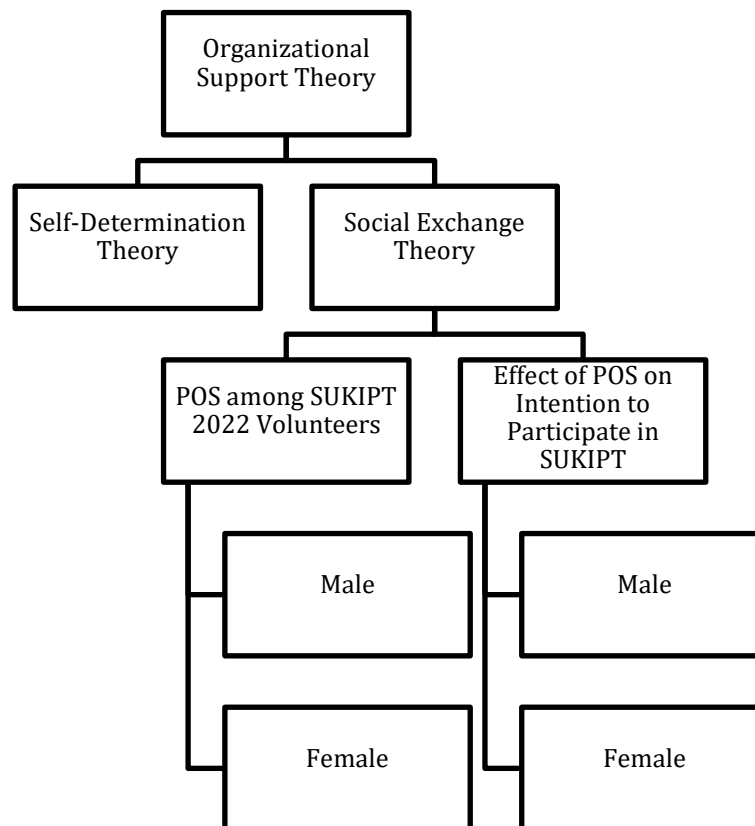 Organizational
Support Theory
Self-Determination
Theory
Social Exchange
Theory
POS among SUKIPT
2022 Volunteers
Effect of POS on
Intention to
Participate in
SUKIPT
Male
Male
Female
Female